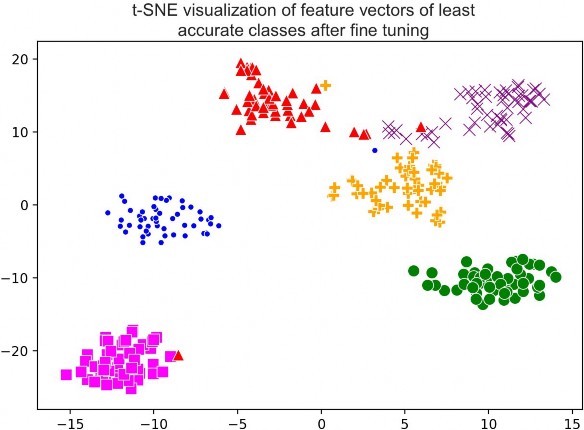 t-SNE visualization of feature vectors of least
accurate classes after fine tuning
20
10
0
−10
−20
−15 −10 −5 0 5 10 15